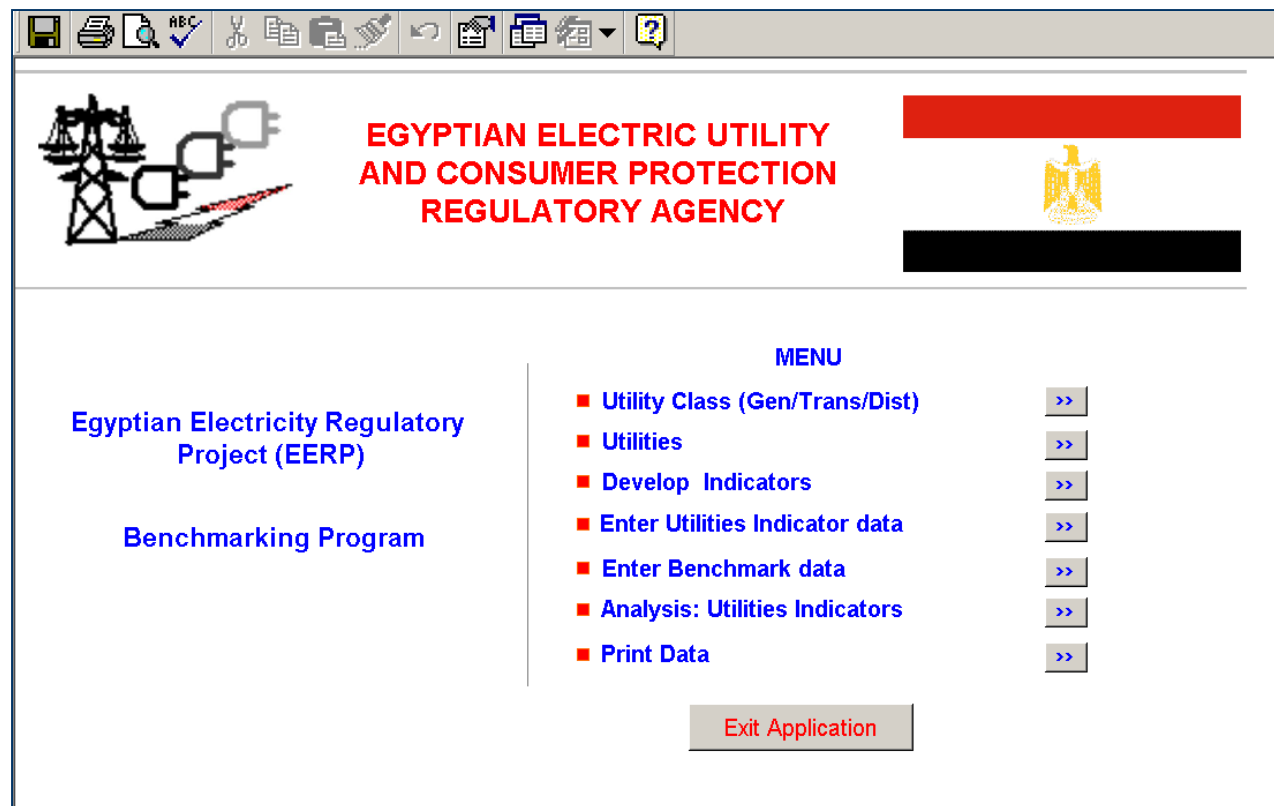 ABC
EGYPTIAN ELECTRIC UTILITY
AND CONSUMER PROTECTION
REGULATORY AGENCY
Egyptian Electricity Regulatory
Project (EERP)
Benchmarking Program
MENU
Utility Class (Gen/Trans/Dist) >>
Utilities >>
Develop Indicators >>
Enter Utilities Indicator data >>
Enter Benchmark data >>
Analysis: Utilities Indicators >>
Print Data >>
Exit Application